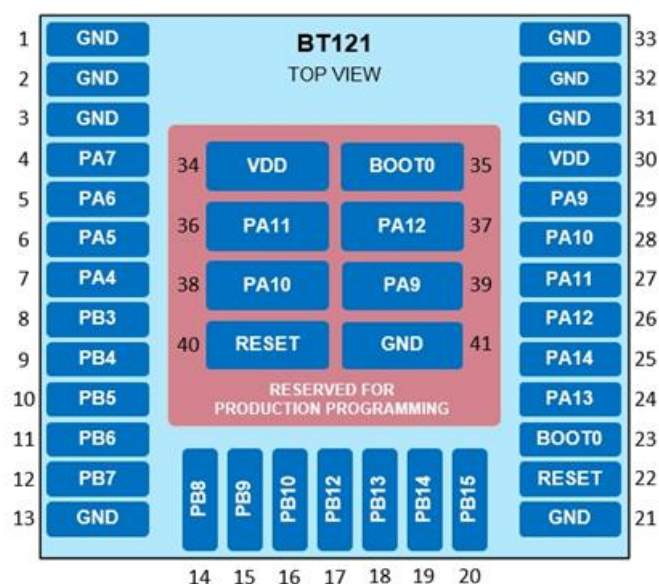 BT121
TOP VIEW
1 GND GND 33
2 GND GND 32
3 GND GND 31
4 PA7 VDD 30
34 VDD BOOT0 35
5 PA6 PA9 29
36 PA11 PA12 37
6 PA5 PA10 28
7 PA4 PA11 27
38 PA10 PA9 39
8 PB3 PA12 26
40 RESET GND 41
9 PB4 PA14 25
RESERVED FOR
PRODUCTION PROGRAMMING
10 PB5 PA13 24
11 PB6 BOOT0 23
12 PB7 RESET 22
13 GND GND 21
PB8 PB9 PB10 PB12 PB13 PB14 PB15
14 15 16 17 18 19 20